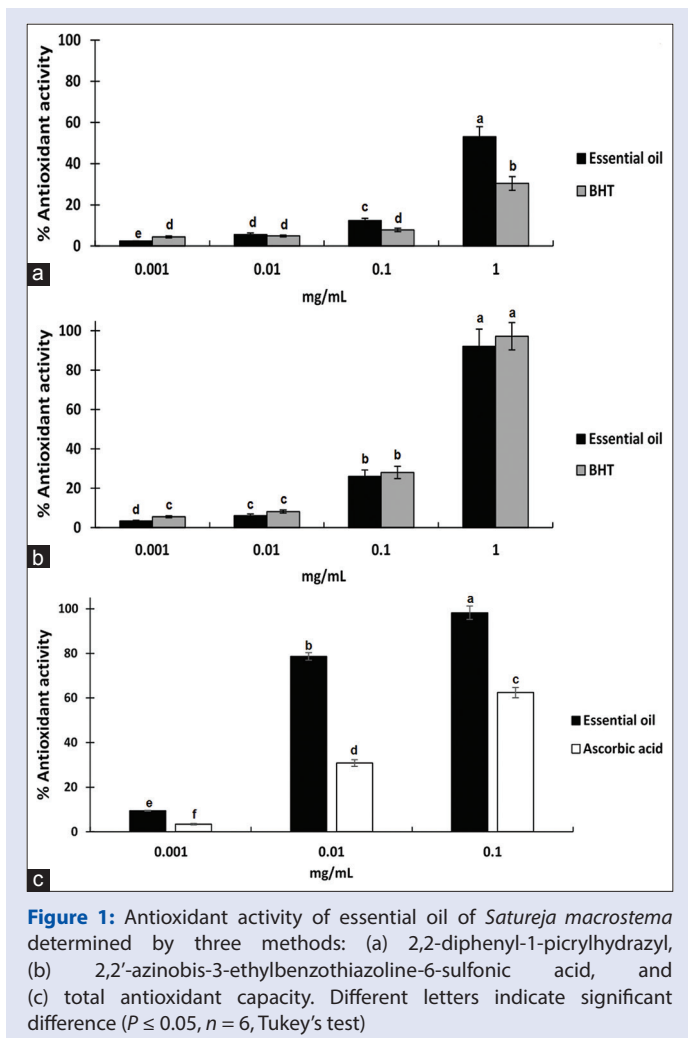 100
a
80
60
b
Essential oil
40
% Antioxidant activity
BHT
c
20
d
d
d
d
e
0
0.001 0.01 0.1 1
a
mg/mL
a
a
100
80
60
Essential oil
% Antioxidant activity
40
BHT
b
b
20
d
c
c
c
0
0.001 0.01 0.1 1
b
mg/mL
a
100
b
80
c
60
Essential oil
% Antioxidant activity
Ascorbic acid
40
d
20
e
f
0
0.001 0.01 0.1
mg/mL
c
Figure 1: Antioxidant activity of essential oil of Satureja macrostema
determined by three methods: (a) 2,2-diphenyl-1-picrylhydrazyl,
(b) 2,2’-azinobis-3-ethylbenzothiazoline-6-sulfonic acid, and
(c) total antioxidant capacity. Different letters indicate significant
difference (P ≤ 0.05, n = 6, Tukey’s test)